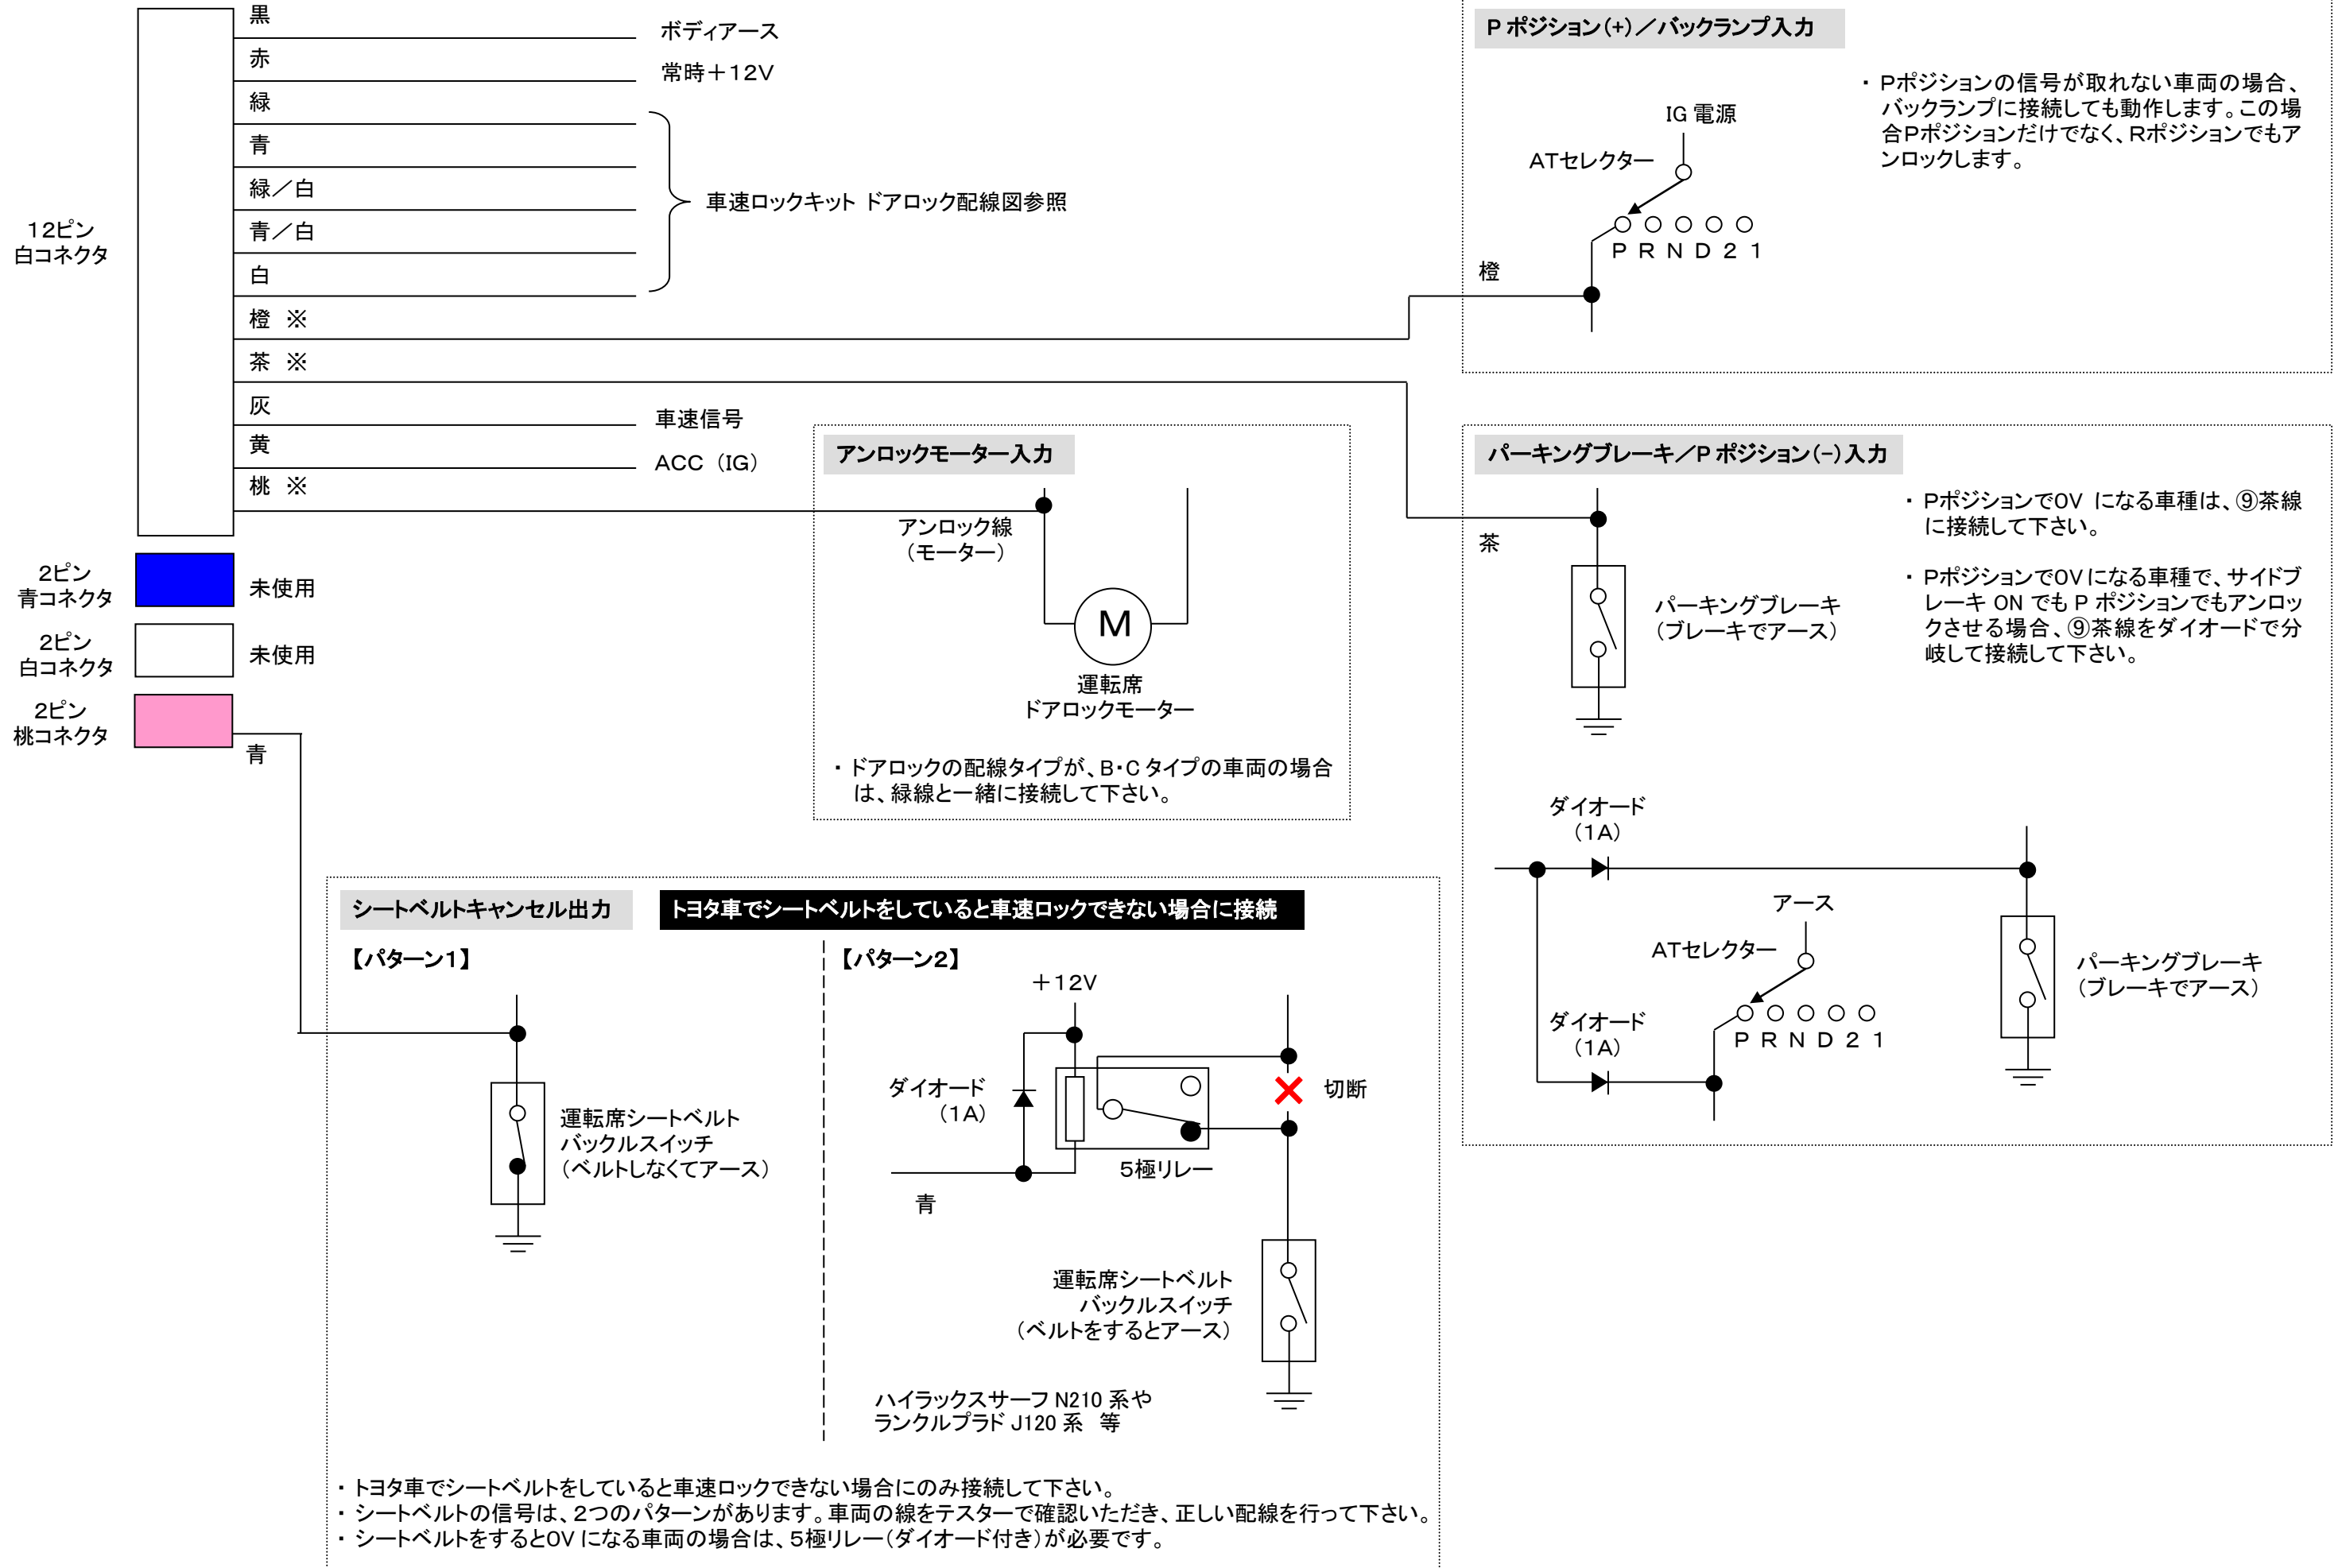 黒
ボディアース
赤
常時＋12V
緑
青
緑／白
青／白
白
車速ロックキット ドアロック配線図参照
橙 ※
茶 ※
灰
車速信号
黄
ACC（IG）
桃 ※
12ピン
白コネクタ
2ピン
青コネクタ
未使用
2ピン
白コネクタ
未使用
2ピン
桃コネクタ
青
P ポジション（+）／バックランプ入力
・ Pポジションの信号が取れない車両の場合、
バックランプに接続しても動作します。この場
合Pポジションだけでなく、Rポジションでもア
ンロックします。
IG 電源
ATセレクター
P R N D 2 1
橙
アンロックモーター入力
アンロック線
（モーター）
M
運転席
ドアロックモーター
・ ドアロックの配線タイプが、B・C タイプの車両の場合
は、緑線と一緒に接続して下さい。
パーキングブレーキ／P ポジション（-）入力
茶
・ Pポジションで0V になる車種は、⑨茶線
に接続して下さい。
・ Pポジションで0Vになる車種で、サイドブ
レーキ ON でも P ポジションでもアンロッ
クさせる場合、⑨茶線をダイオードで分
岐して接続して下さい。
パーキングブレーキ
（ブレーキでアース）
ダイオード
（1A）
アース
ATセレクター
P R N D 2 1
ダイオード
（1A）
パーキングブレーキ
（ブレーキでアース）
シートベルトキャンセル出力
トヨタ車でシートベルトをしていると車速ロックできない場合に接続
【パターン1】
運転席シートベルト
バックルスイッチ
（ベルトしなくてアース）
【パターン2】
＋12V
ダイオード
（1A）
切断
5極リレー
青
運転席シートベルト
バックルスイッチ
（ベルトをするとアース）
ハイラックスサーフ N210 系や
ランクルプラド J120 系 等
・ トヨタ車でシートベルトをしていると車速ロックできない場合にのみ接続して下さい。
・ シートベルトの信号は、2つのパターンがあります。車両の線をテスターで確認いただき、正しい配線を行って下さい。
・ シートベルトをすると0V になる車両の場合は、5極リレー（ダイオード付き）が必要です。